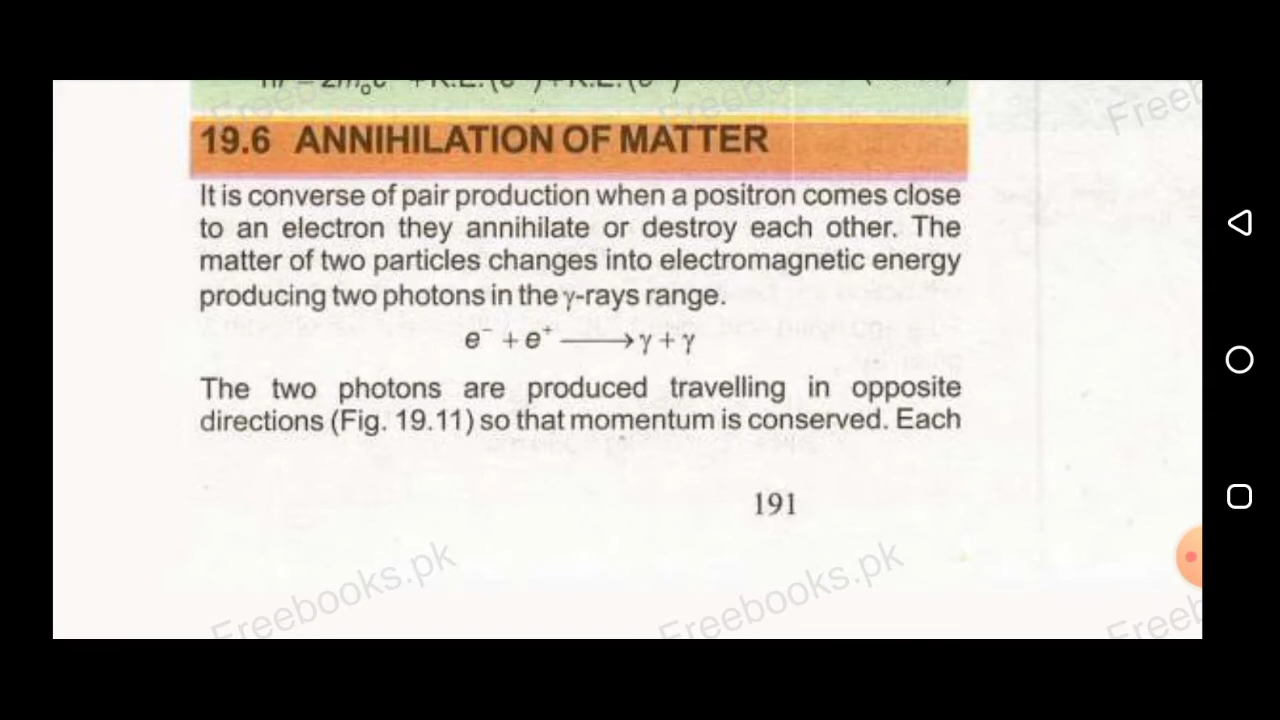 19.6 ANNIHILATION OF MATTER
It is converse of pair production when a positron comes close
to an electron they annihilate or destroy each other. The
matter of two particles changes into electromagnetic energy
producing two photons in the γ-rays range.
e⁻ + e⁺ ⟶ γ + γ
The two photons are produced travelling in opposite
directions (Fig. 19.11) so that momentum is conserved. Each
191
Freebooks.pk
Freebooks.pk